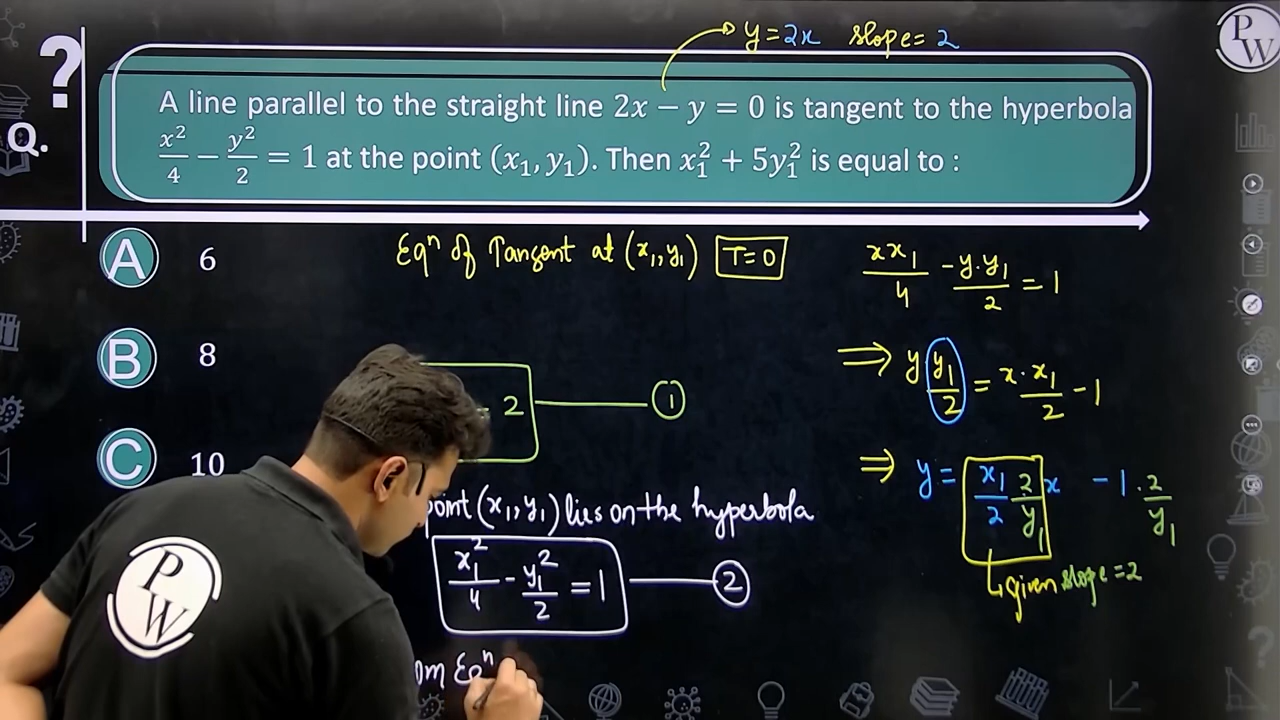 y = 2x slope = 2
PW
?
Q.
A line parallel to the straight line 2x − y = 0 is tangent to the hyperbola
x²/4 − y²/2 = 1 at the point (x₁, y₁). Then x₁² + 5y₁² is equal to :
A 6
B 8
C 10
Eqⁿ of Tangent at (x₁, y₁) T=0
xx₁/4 − y.y₁/2 = 1
⇒ y y₁/2 = x.x₁/2 − 1
⇒ y = x₁/2 2/y₁ x − 1.2/y₁
↳ given slope = 2
2 ——— ①
point (x₁, y₁) lies on the hyperbola
x₁²/4 − y₁²/2 = 1 ——— ②
om Eqⁿ
PW